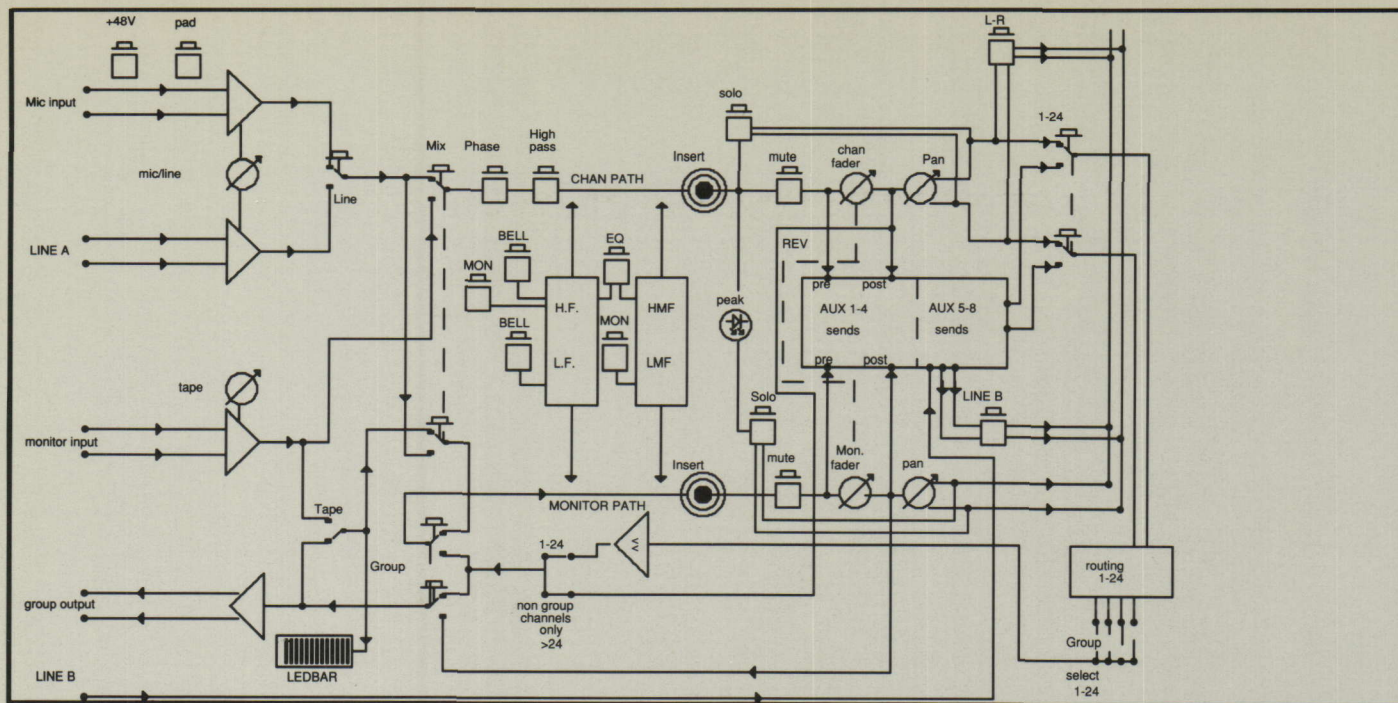 +48V
pad
L-R
Mic input
solo
1-24
Mix
Phase
High
pass
Insert
mute
chan
fader
Pan
mic/line
Line
CHAN PATH
LINE A
BELL
EQ
REV
MON
pre
post
H.F.
HMF
peak
AUX 1-4
sends
AUX 5-8
sends
BELL
MON
L.F.
LMF
pre
post
tape
Solo
LINE B
monitor input
Insert
mute
Mon.
fader
pan
Tape
MONITOR PATH
1-24
Group
routing
1-24
group output
non group
channels
only
>24
Group
LEDBAR
LINE B
select
1-24